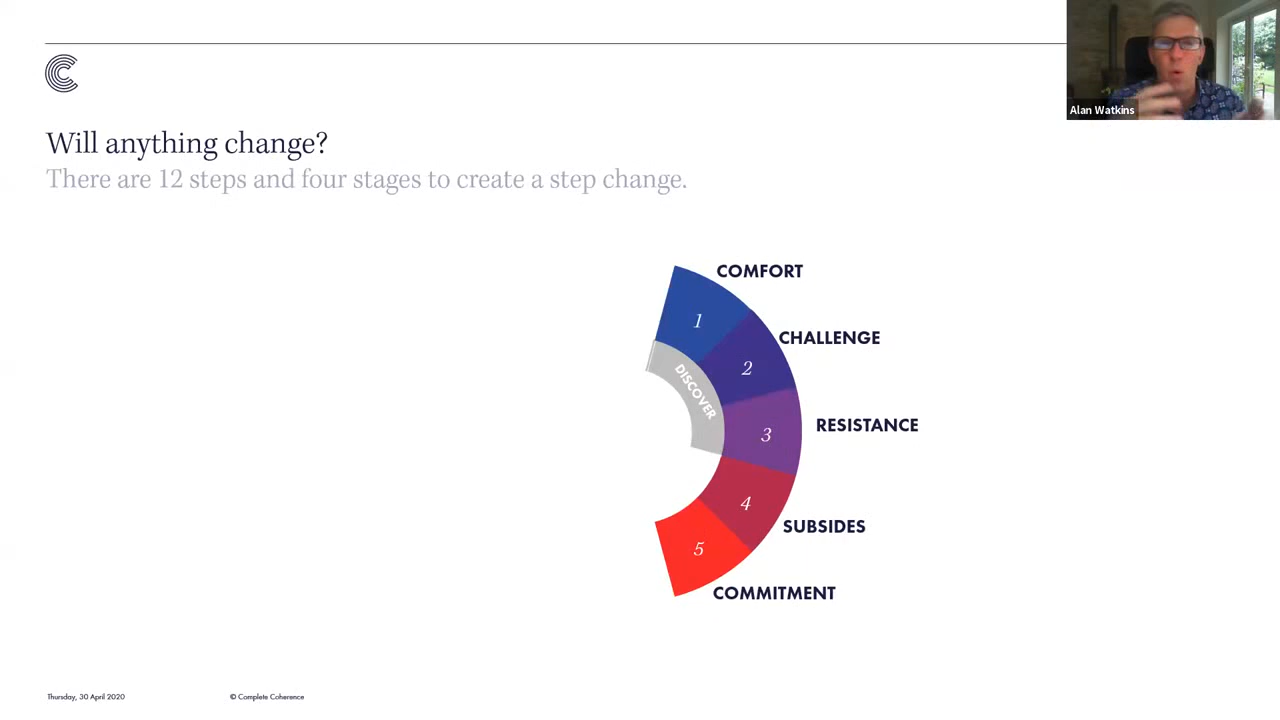 Alan Watkins
Will anything change?
There are 12 steps and four stages to create a step change.
COMFORT
1
CHALLENGE
2
DISCOVER
RESISTANCE
3
4
SUBSIDES
5
COMMITMENT
Thursday, 30 April 2020
© Complete Coherence